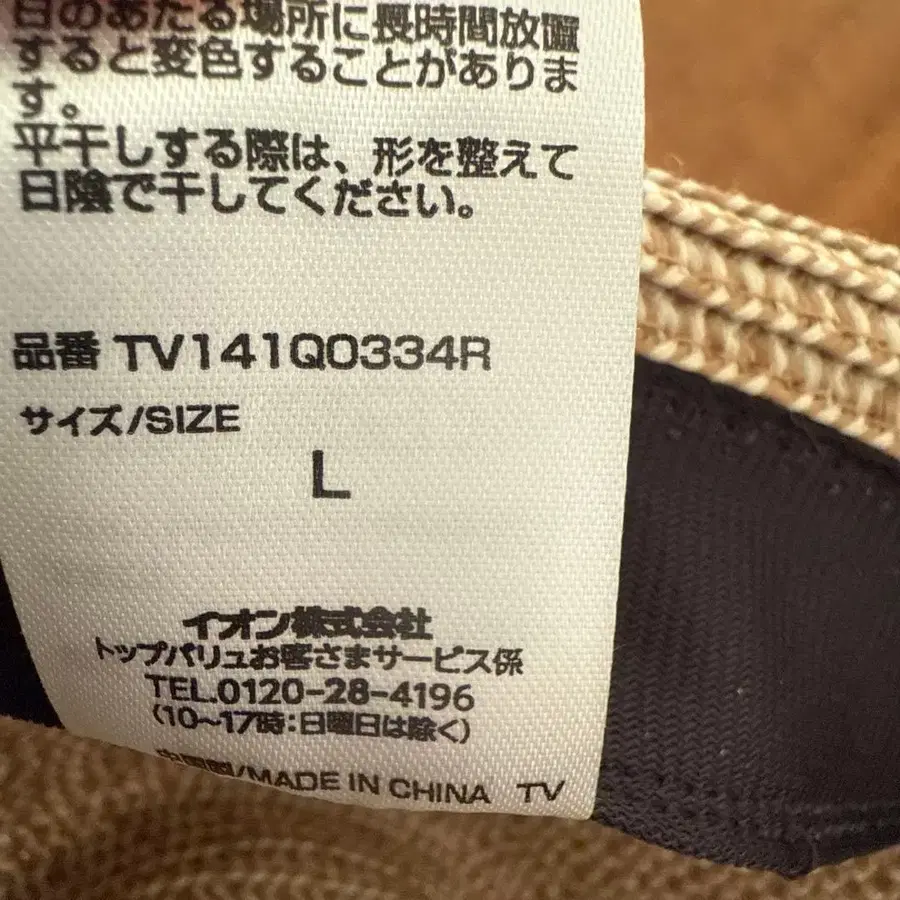 日のあたる場所に長時間放置
すると変色することがありま
す。
平干しする際は、形を整えて
日陰で干してください。
品番 TV141Q0334R
サイズ/SIZE
L
イオン株式会社
トップバリュお客さまサービス係
TEL.0120-28-4196
(10~17時:日曜日は除く)
中国製/MADE IN CHINA TV